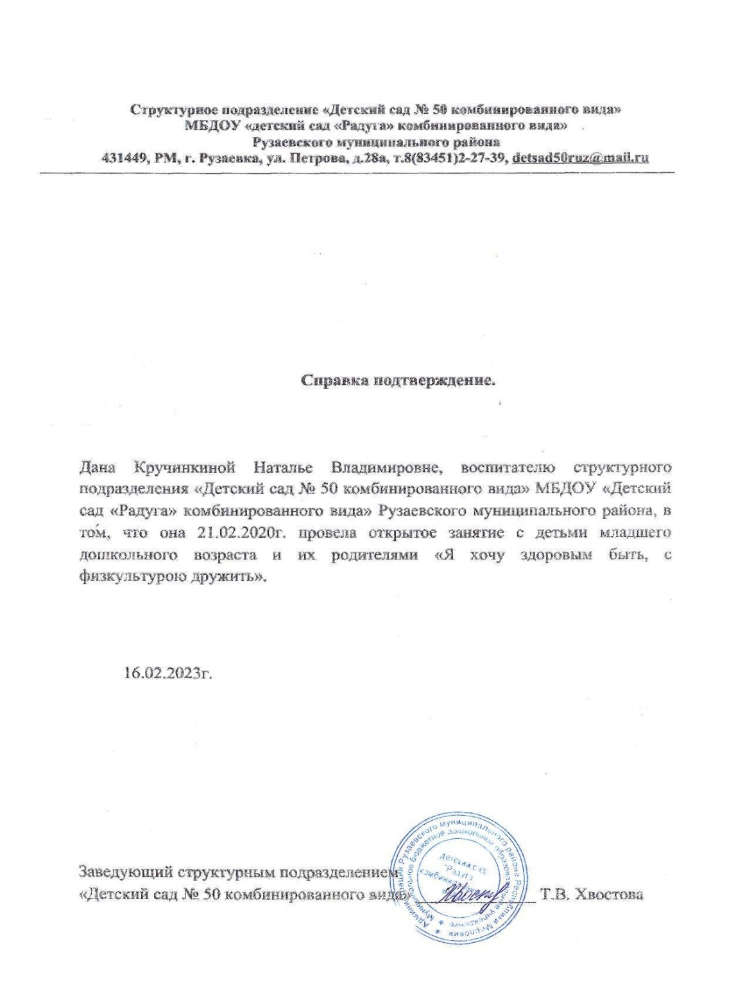 Структурное подразделение «Детский сад № 50 комбинированного вида»
МБДОУ «детский сад «Радуга» комбинированного вида»
Рузаевского муниципального района
431449, РМ, г. Рузаевка, ул. Петрова, д.28а, т.8(83451)2-27-39, detsad50ruz@mail.ru
Справка подтверждение.
Дана Кручинкиной Наталье Владимировне, воспитателю структурного
подразделения «Детский сад № 50 комбинированного вида» МБДОУ «Детский
сад «Радуга» комбинированного вида» Рузаевского муниципального района, в
том, что она 21.02.2020г. провела открытое занятие с детьми младшего
дошкольного возраста и их родителями «Я хочу здоровым быть, с
физкультурою дружить».
16.02.2023г.
Заведующий структурным подразделением
«Детский сад № 50 комбинированного вида» Т.В. Хвостова
Администрация Рузаевского муниципального района Республики Мордовия
Муниципальное бюджетное дошкольное образовательное учреждение
детский сад
"Радуга